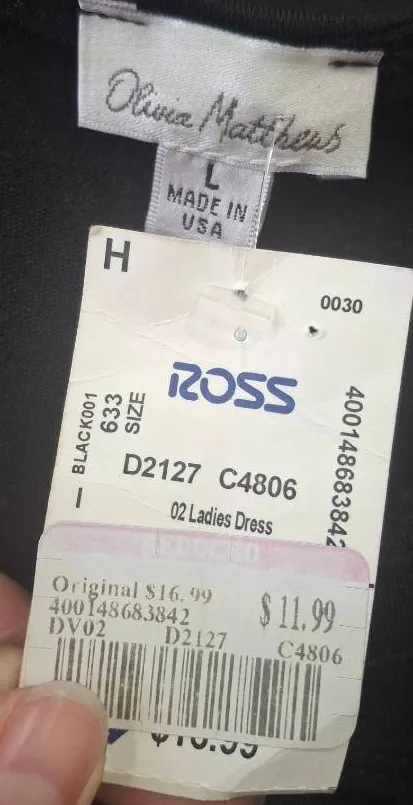 Olivia Matthews
L
MADE IN
USA
H
0030
ROSS
BLACK001
633
SIZE
400148683842
D2127 C4806
02 Ladies Dress
REDUCED
Original $16.99
400148683842
$11.99
DV02 D2127 C4806